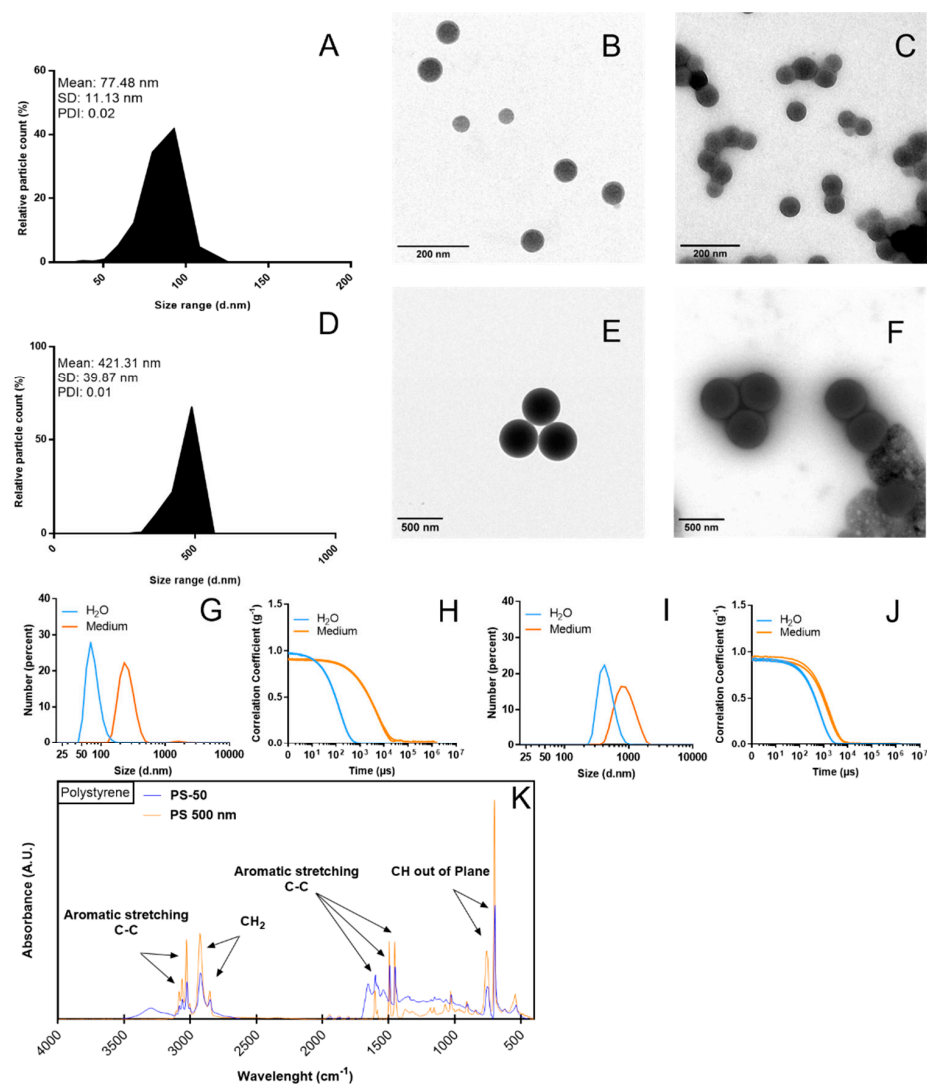 A
Mean: 77.48 nm
SD: 11.13 nm
PDI: 0.02
Relative particle count (%)
60
40
20
0
50
100
150
200
Size range (d.nm)
B
200 nm
C
200 nm
D
Mean: 421.31 nm
SD: 39.87 nm
PDI: 0.01
Relative particle count (%)
100
50
0
0
500
1000
Size range (d.nm)
E
500 nm
F
500 nm
G
H₂O
Medium
Number (percent)
40
30
20
10
0
25 50 100 1000 10000
Size (d.nm)
H
H₂O
Medium
Correlation Coefficient (g⁻¹)
1.5
1.0
0.5
0.0
0 10¹ 10² 10³ 10⁴ 10⁵ 10⁶ 10⁷
Time (µs)
I
H₂O
Medium
Number (percent)
40
30
20
10
0
25 50 100 1000 10000
Size (d.nm)
J
H₂O
Medium
Correlation Coefficient (g⁻¹)
1.5
1.0
0.5
0.0
0 10¹ 10² 10³ 10⁴ 10⁵ 10⁶ 10⁷
Time (µs)
K
Polystyrene
PS-50
PS 500 nm
Absorbance (A.U.)
Aromatic stretching
C-C
CH₂
Aromatic stretching
C-C
CH out of Plane
4000 3500 3000 2500 2000 1500 1000 500
Wavelenght (cm⁻¹)